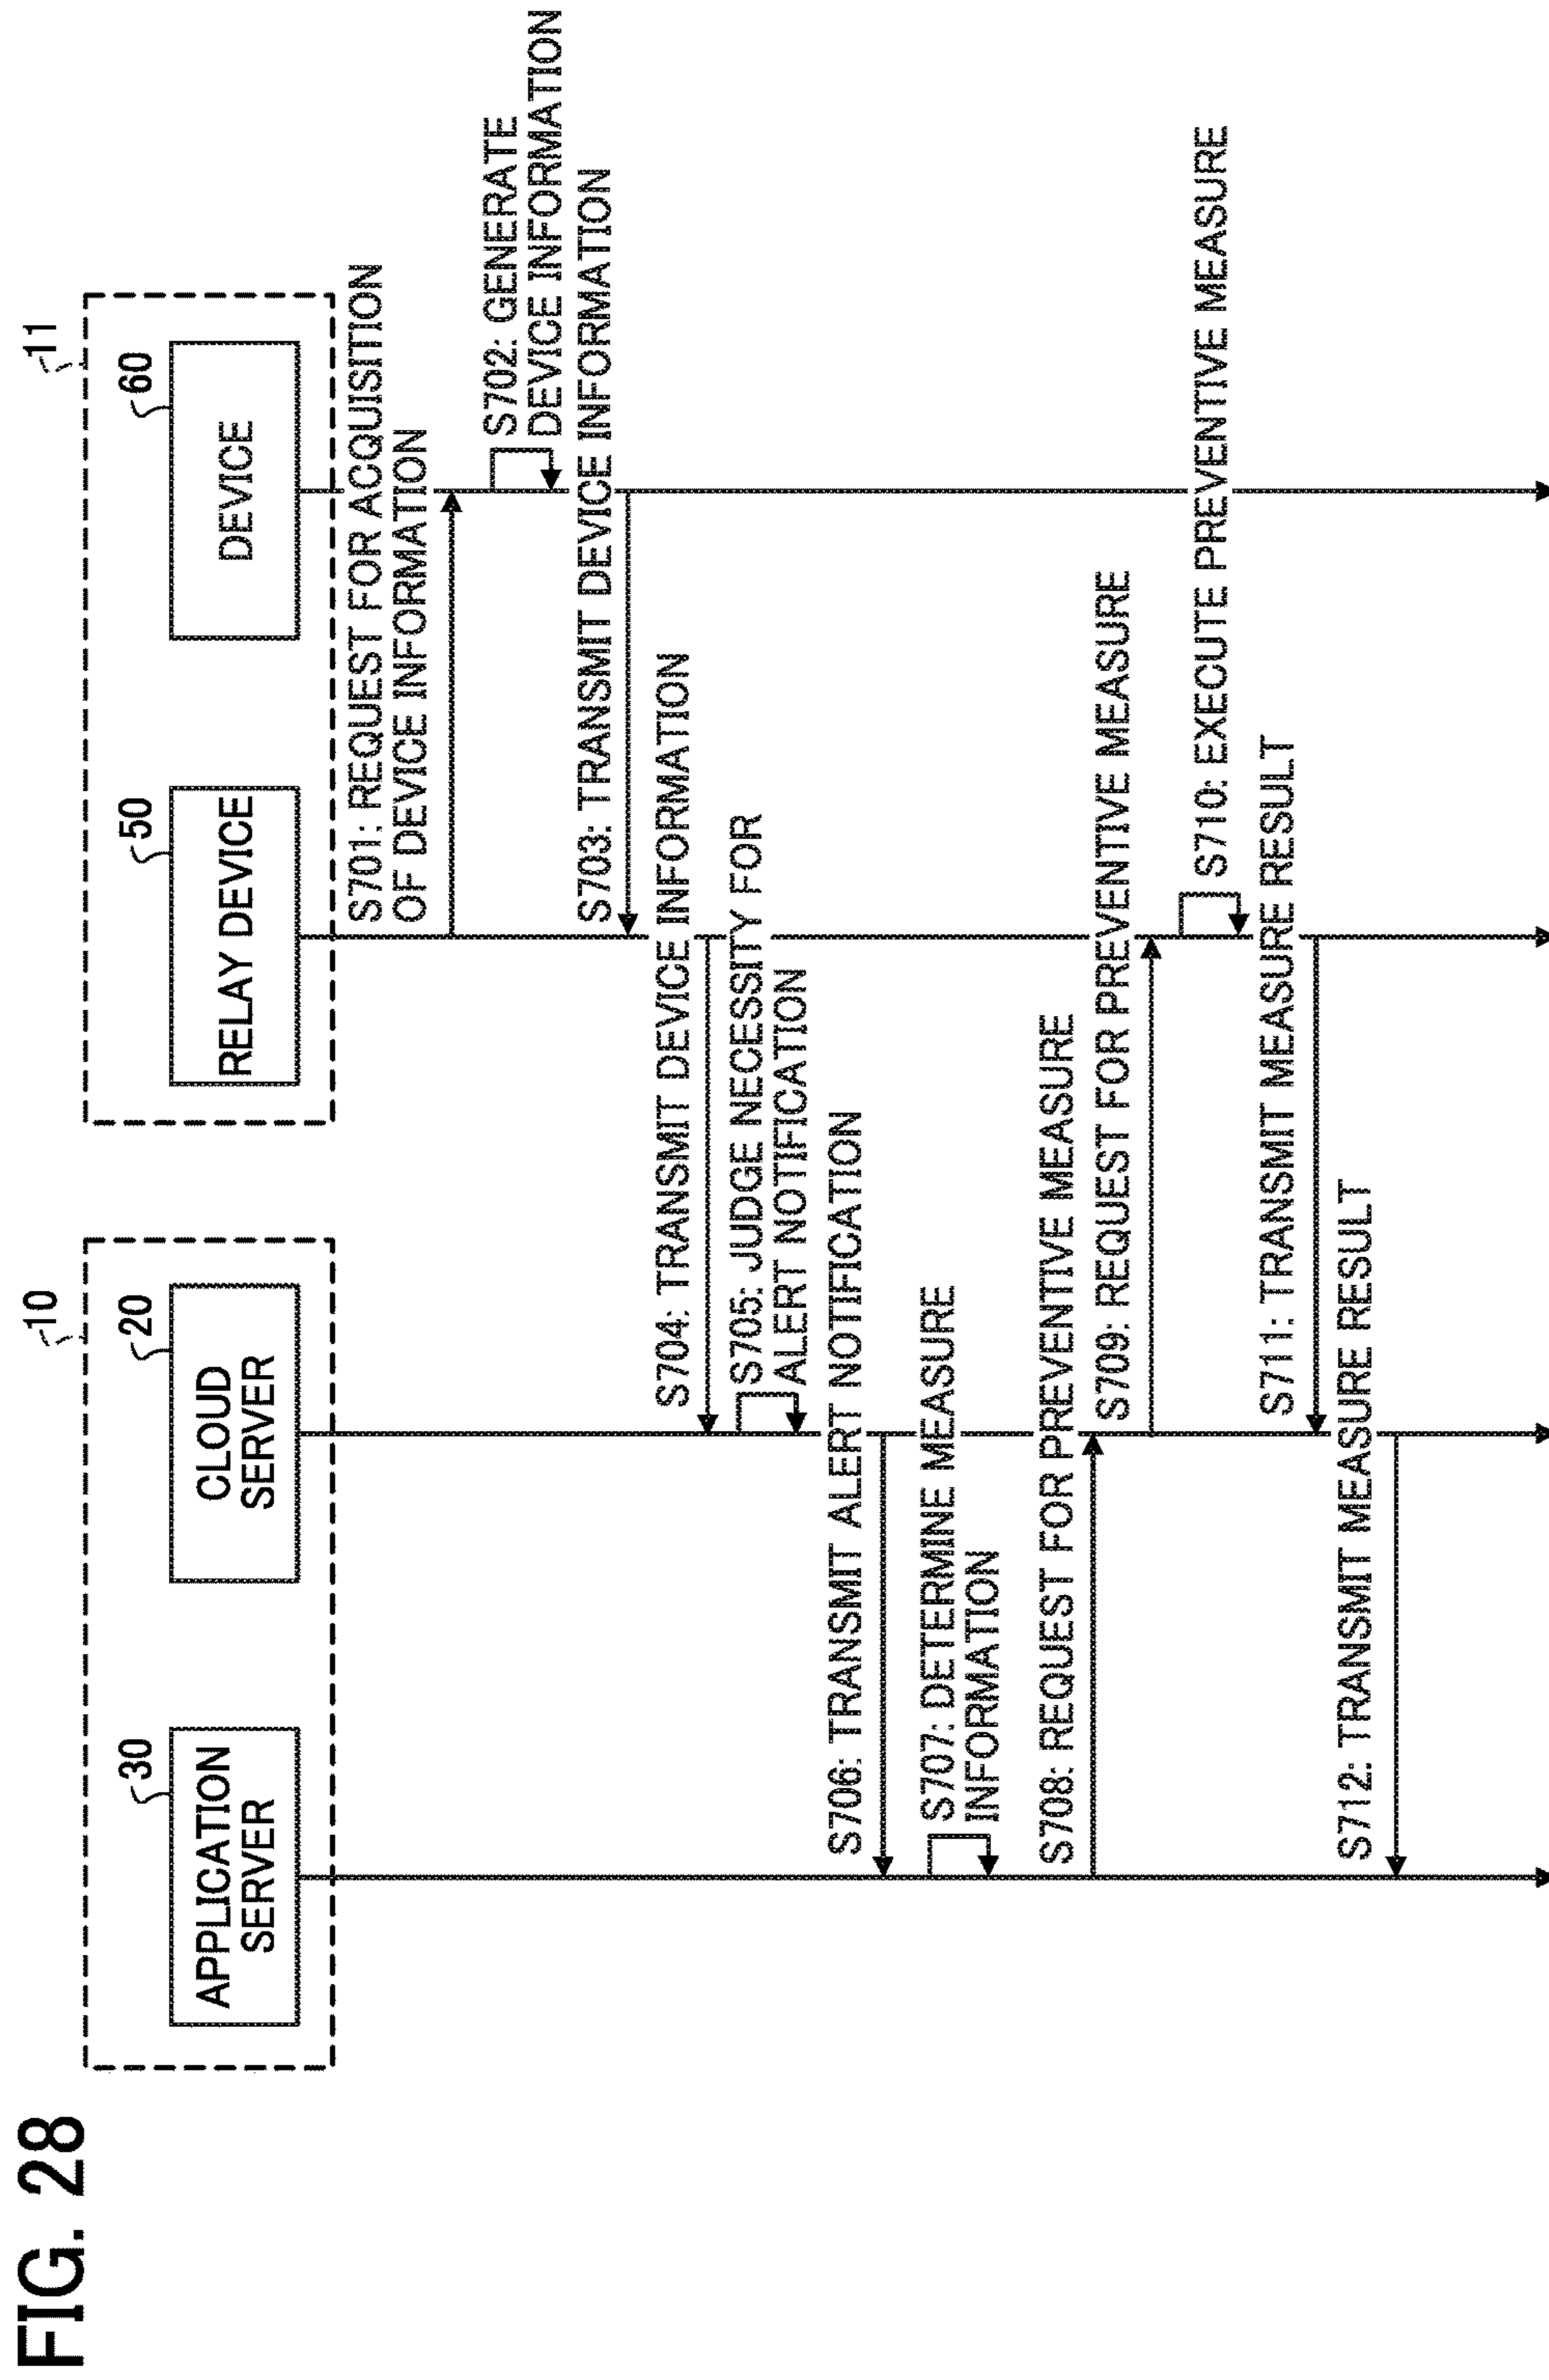 FIG. 28
10
11
30
20
50
60
APPLICATION
SERVER
CLOUD
SERVER
RELAY DEVICE
DEVICE
S701: REQUEST FOR ACQUISITION
OF DEVICE INFORMATION
S702: GENERATE
DEVICE INFORMATION
S703: TRANSMIT DEVICE INFORMATION
S704: TRANSMIT DEVICE INFORMATION
S705: JUDGE NECESSITY FOR
ALERT NOTIFICATION
S706: TRANSMIT ALERT NOTIFICATION
S707: DETERMINE MEASURE
INFORMATION
S708: REQUEST FOR PREVENTIVE MEASURE
S709: REQUEST FOR PREVENTIVE MEASURE
S710: EXECUTE PREVENTIVE MEASURE
S711: TRANSMIT MEASURE RESULT
S712: TRANSMIT MEASURE RESULT